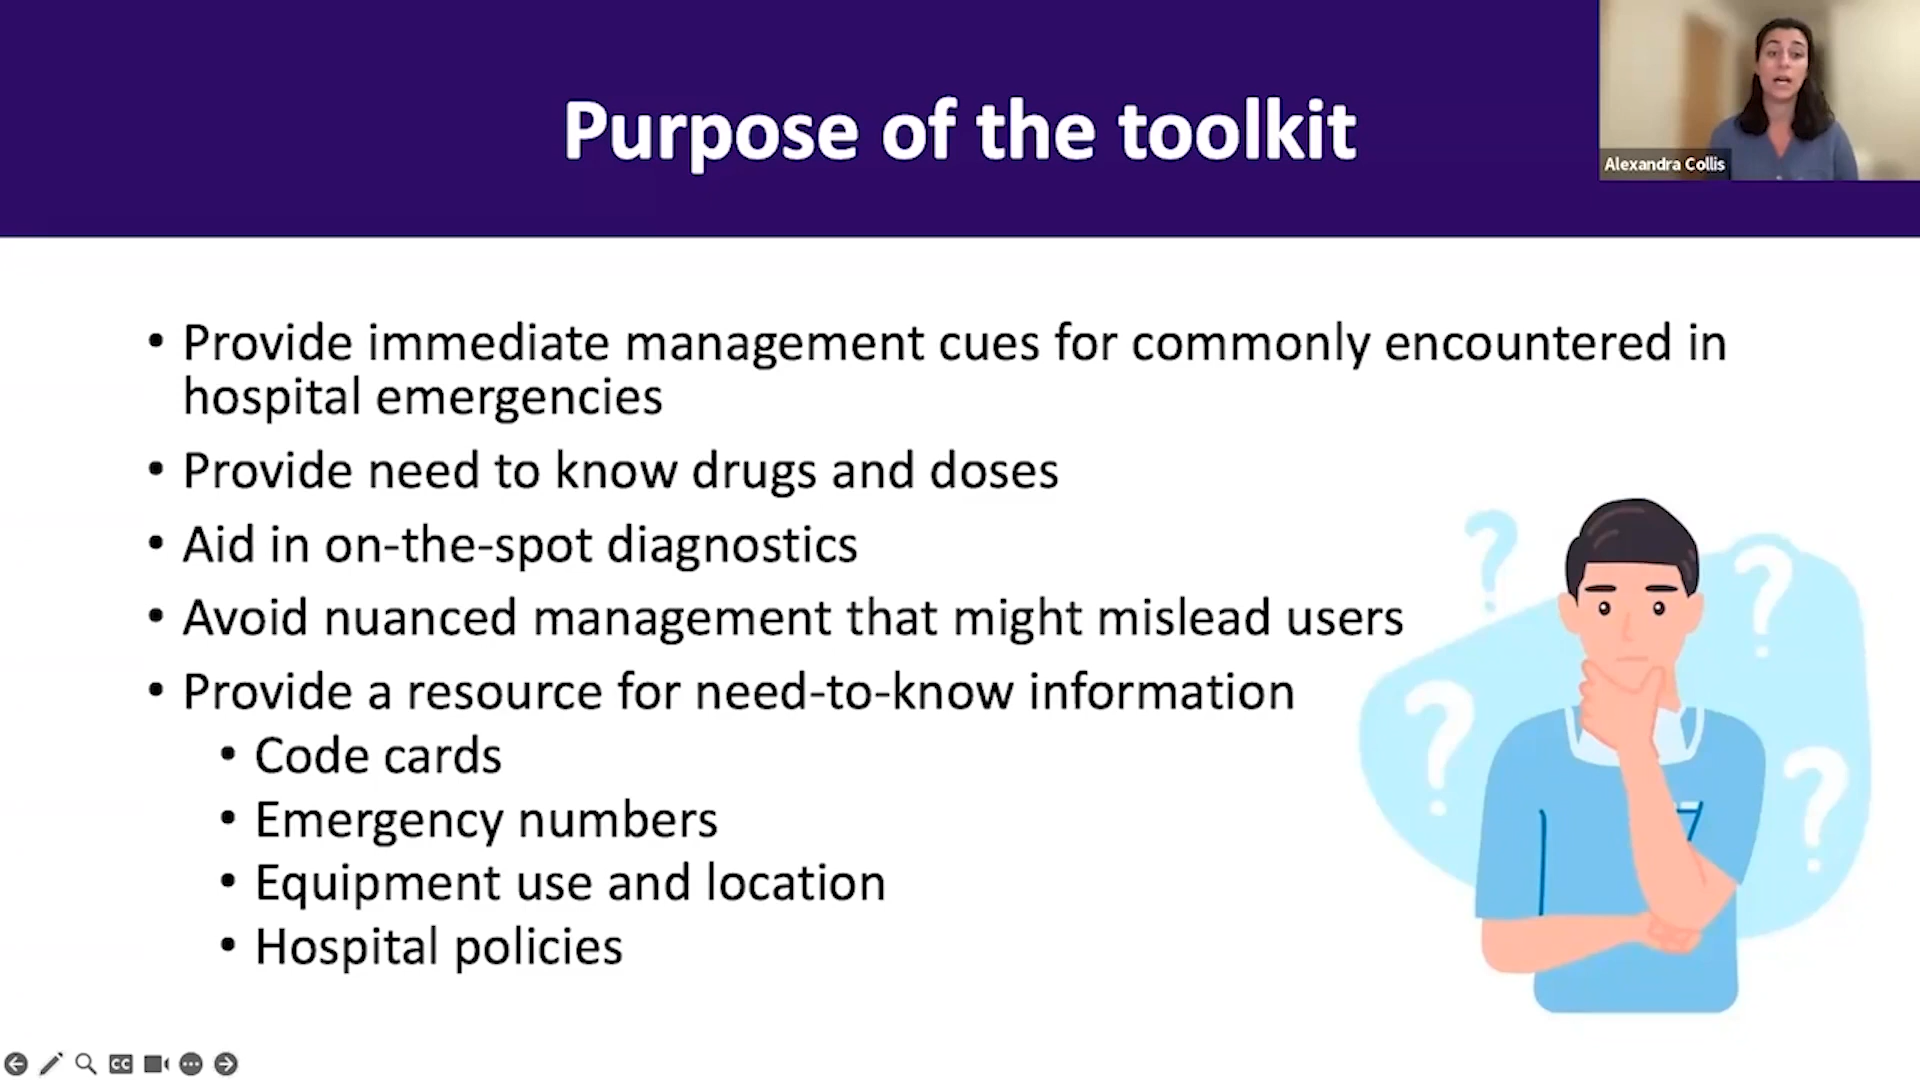 Purpose of the toolkit
Alexandra Collis
• Provide immediate management cues for commonly encountered in
hospital emergencies
• Provide need to know drugs and doses
• Aid in on-the-spot diagnostics
• Avoid nuanced management that might mislead users
• Provide a resource for need-to-know information
• Code cards
• Emergency numbers
• Equipment use and location
• Hospital policies
? ? ? ?
CC